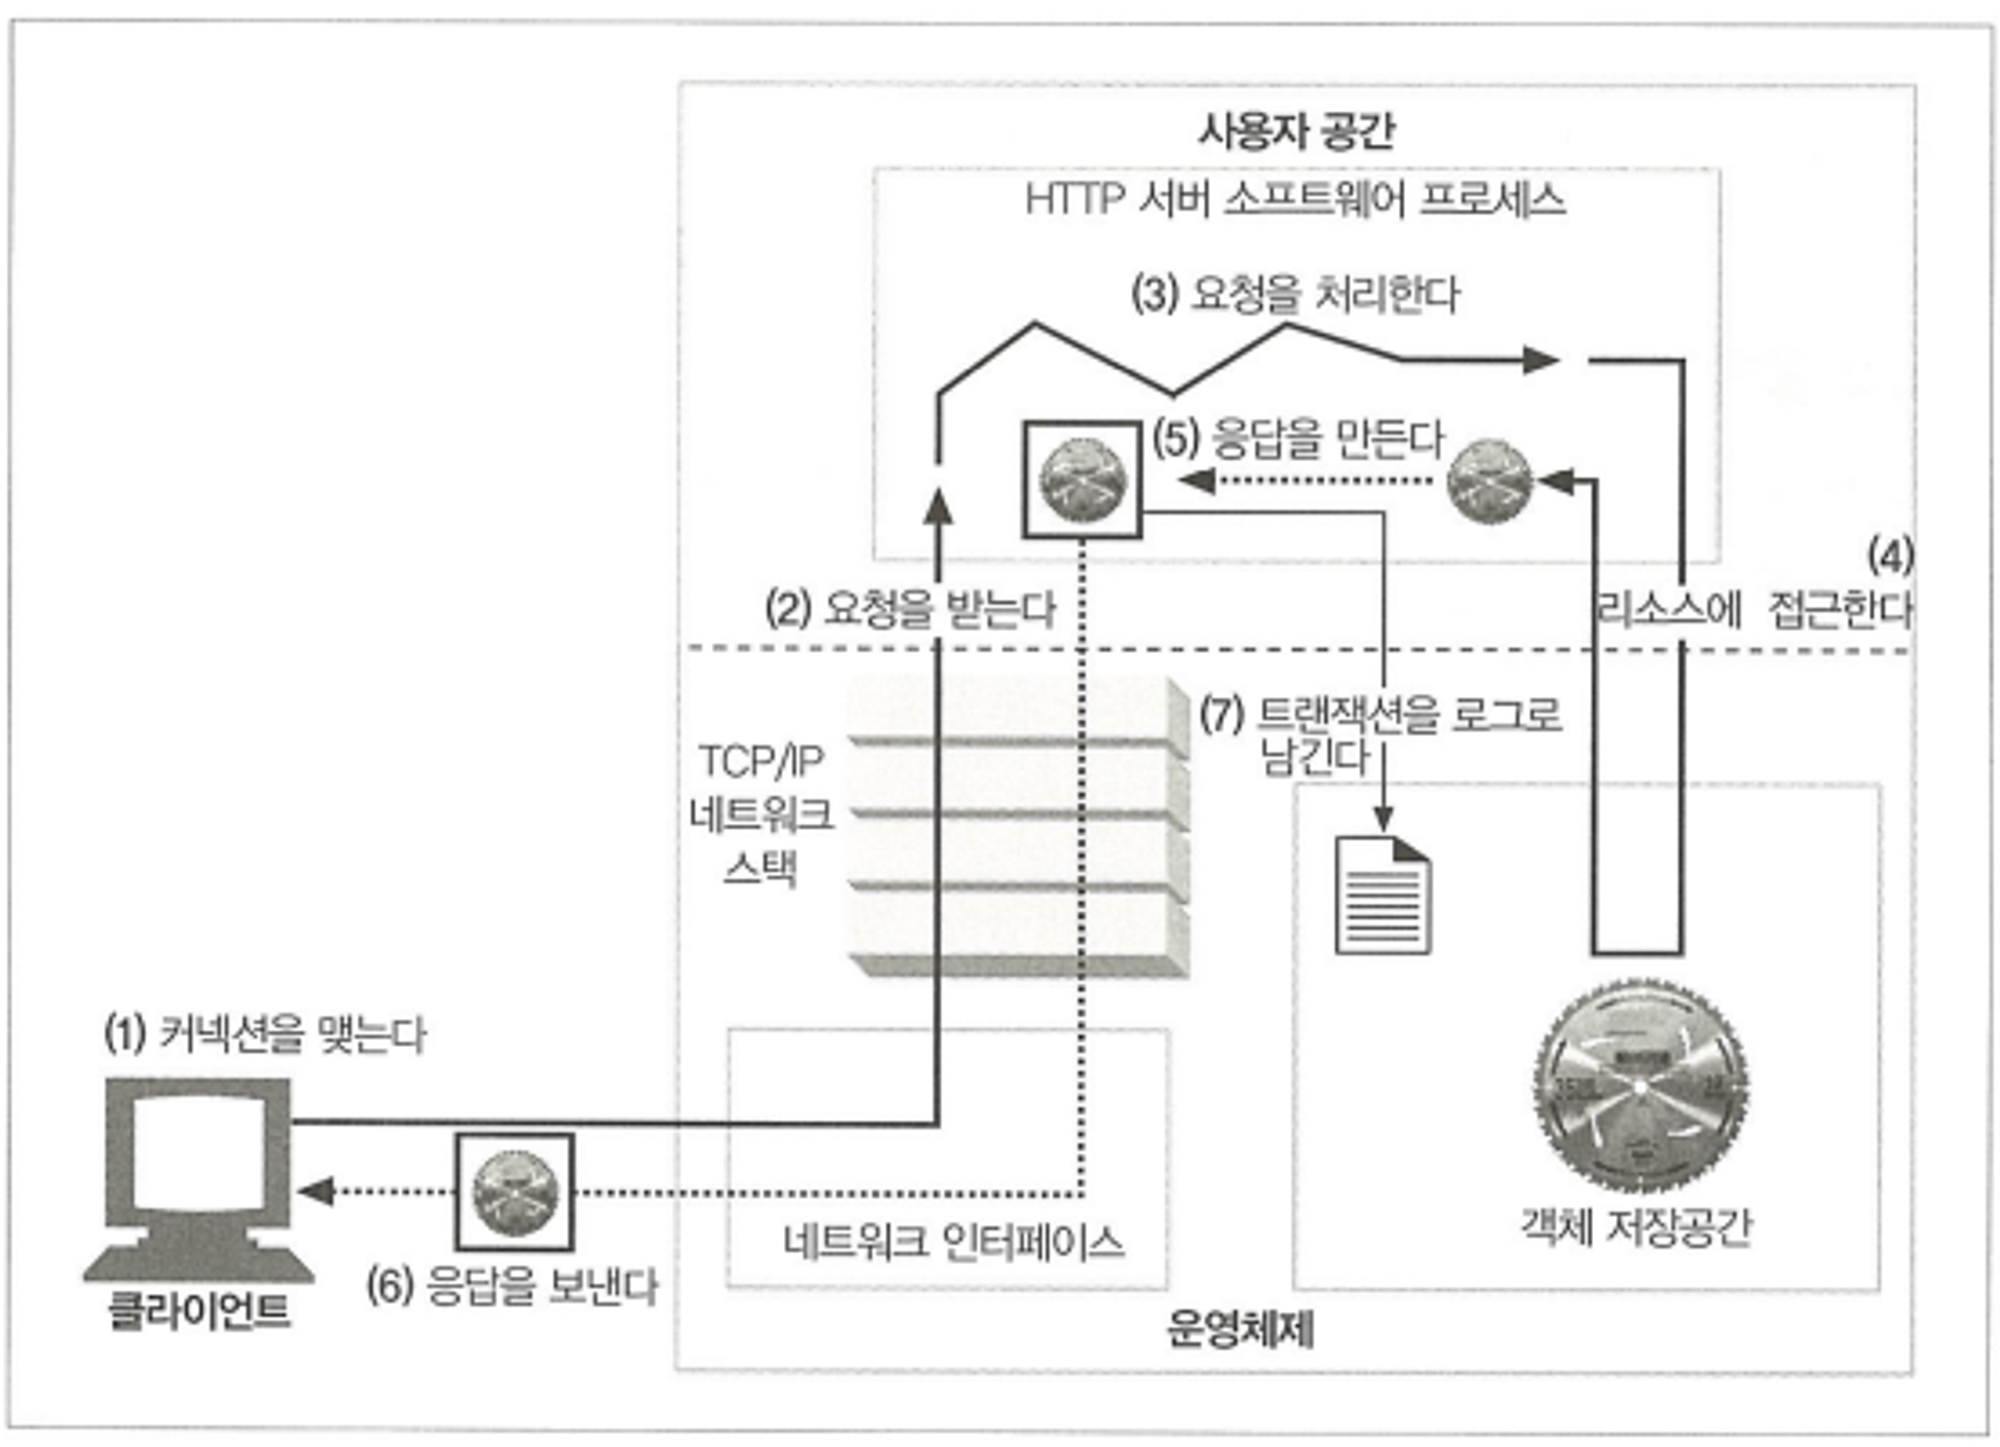 사용자 공간
HTTP 서버 소프트웨어 프로세스
(3) 요청을 처리한다
(5) 응답을 만든다
(4)
리소스에 접근한다
(2) 요청을 받는다
(7) 트랜잭션을 로그로
남긴다
TCP/IP
네트워크
스택
(1) 커넥션을 맺는다
네트워크 인터페이스
객체 저장공간
(6) 응답을 보낸다
클라이언트
운영체제